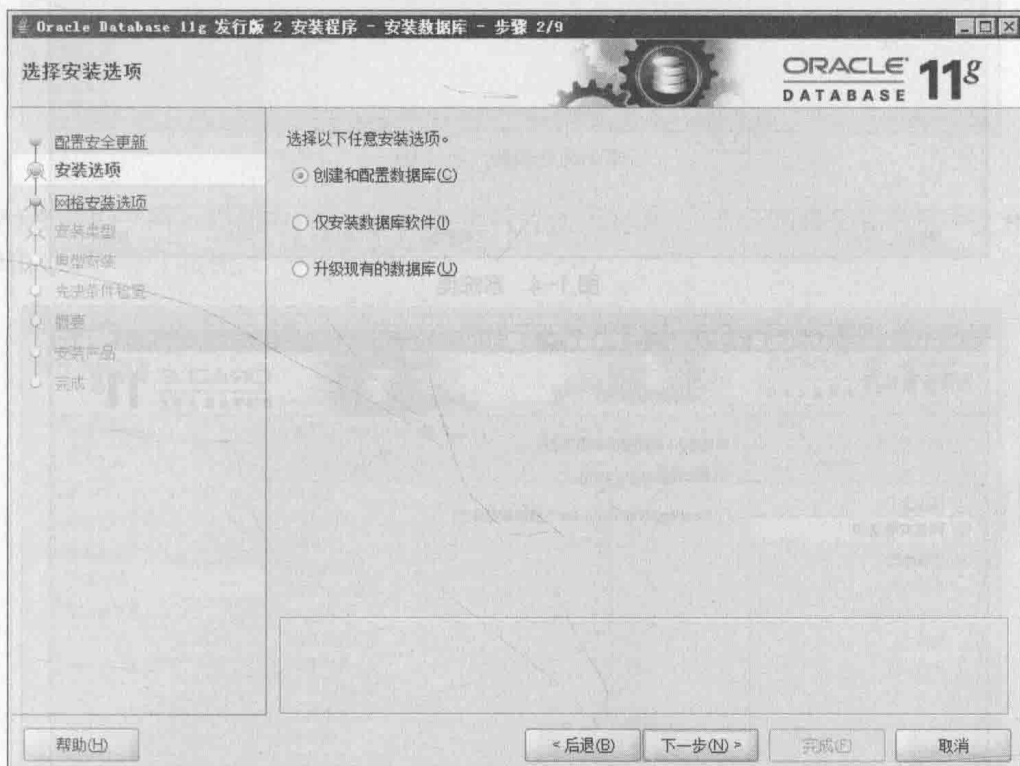 Oracle Database 11g 发行版 2 安装程序 - 安装数据库 - 步骤 2/9
选择安装选项
ORACLE 11g
DATABASE
配置安全更新
安装选项
网格安装选项
安装类型
典型安装
先决条件检查
概要
安装产品
完成
选择以下任意安装选项。
创建和配置数据库(C)
仅安装数据库软件(I)
升级现有的数据库(U)
帮助(H)
< 后退(B)
下一步(N) >
完成(F)
取消